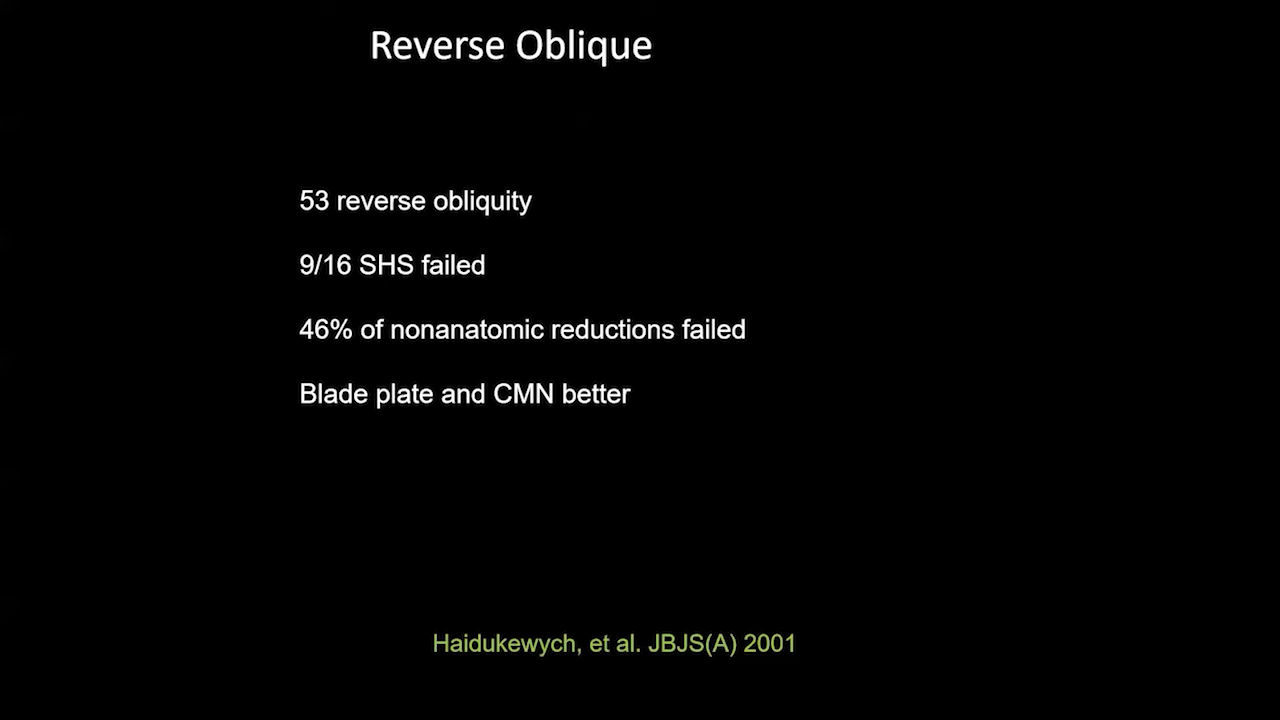 Reverse Oblique
53 reverse obliquity
9/16 SHS failed
46% of nonanatomic reductions failed
Blade plate and CMN better
Haidukewych, et al. JBJS(A) 2001